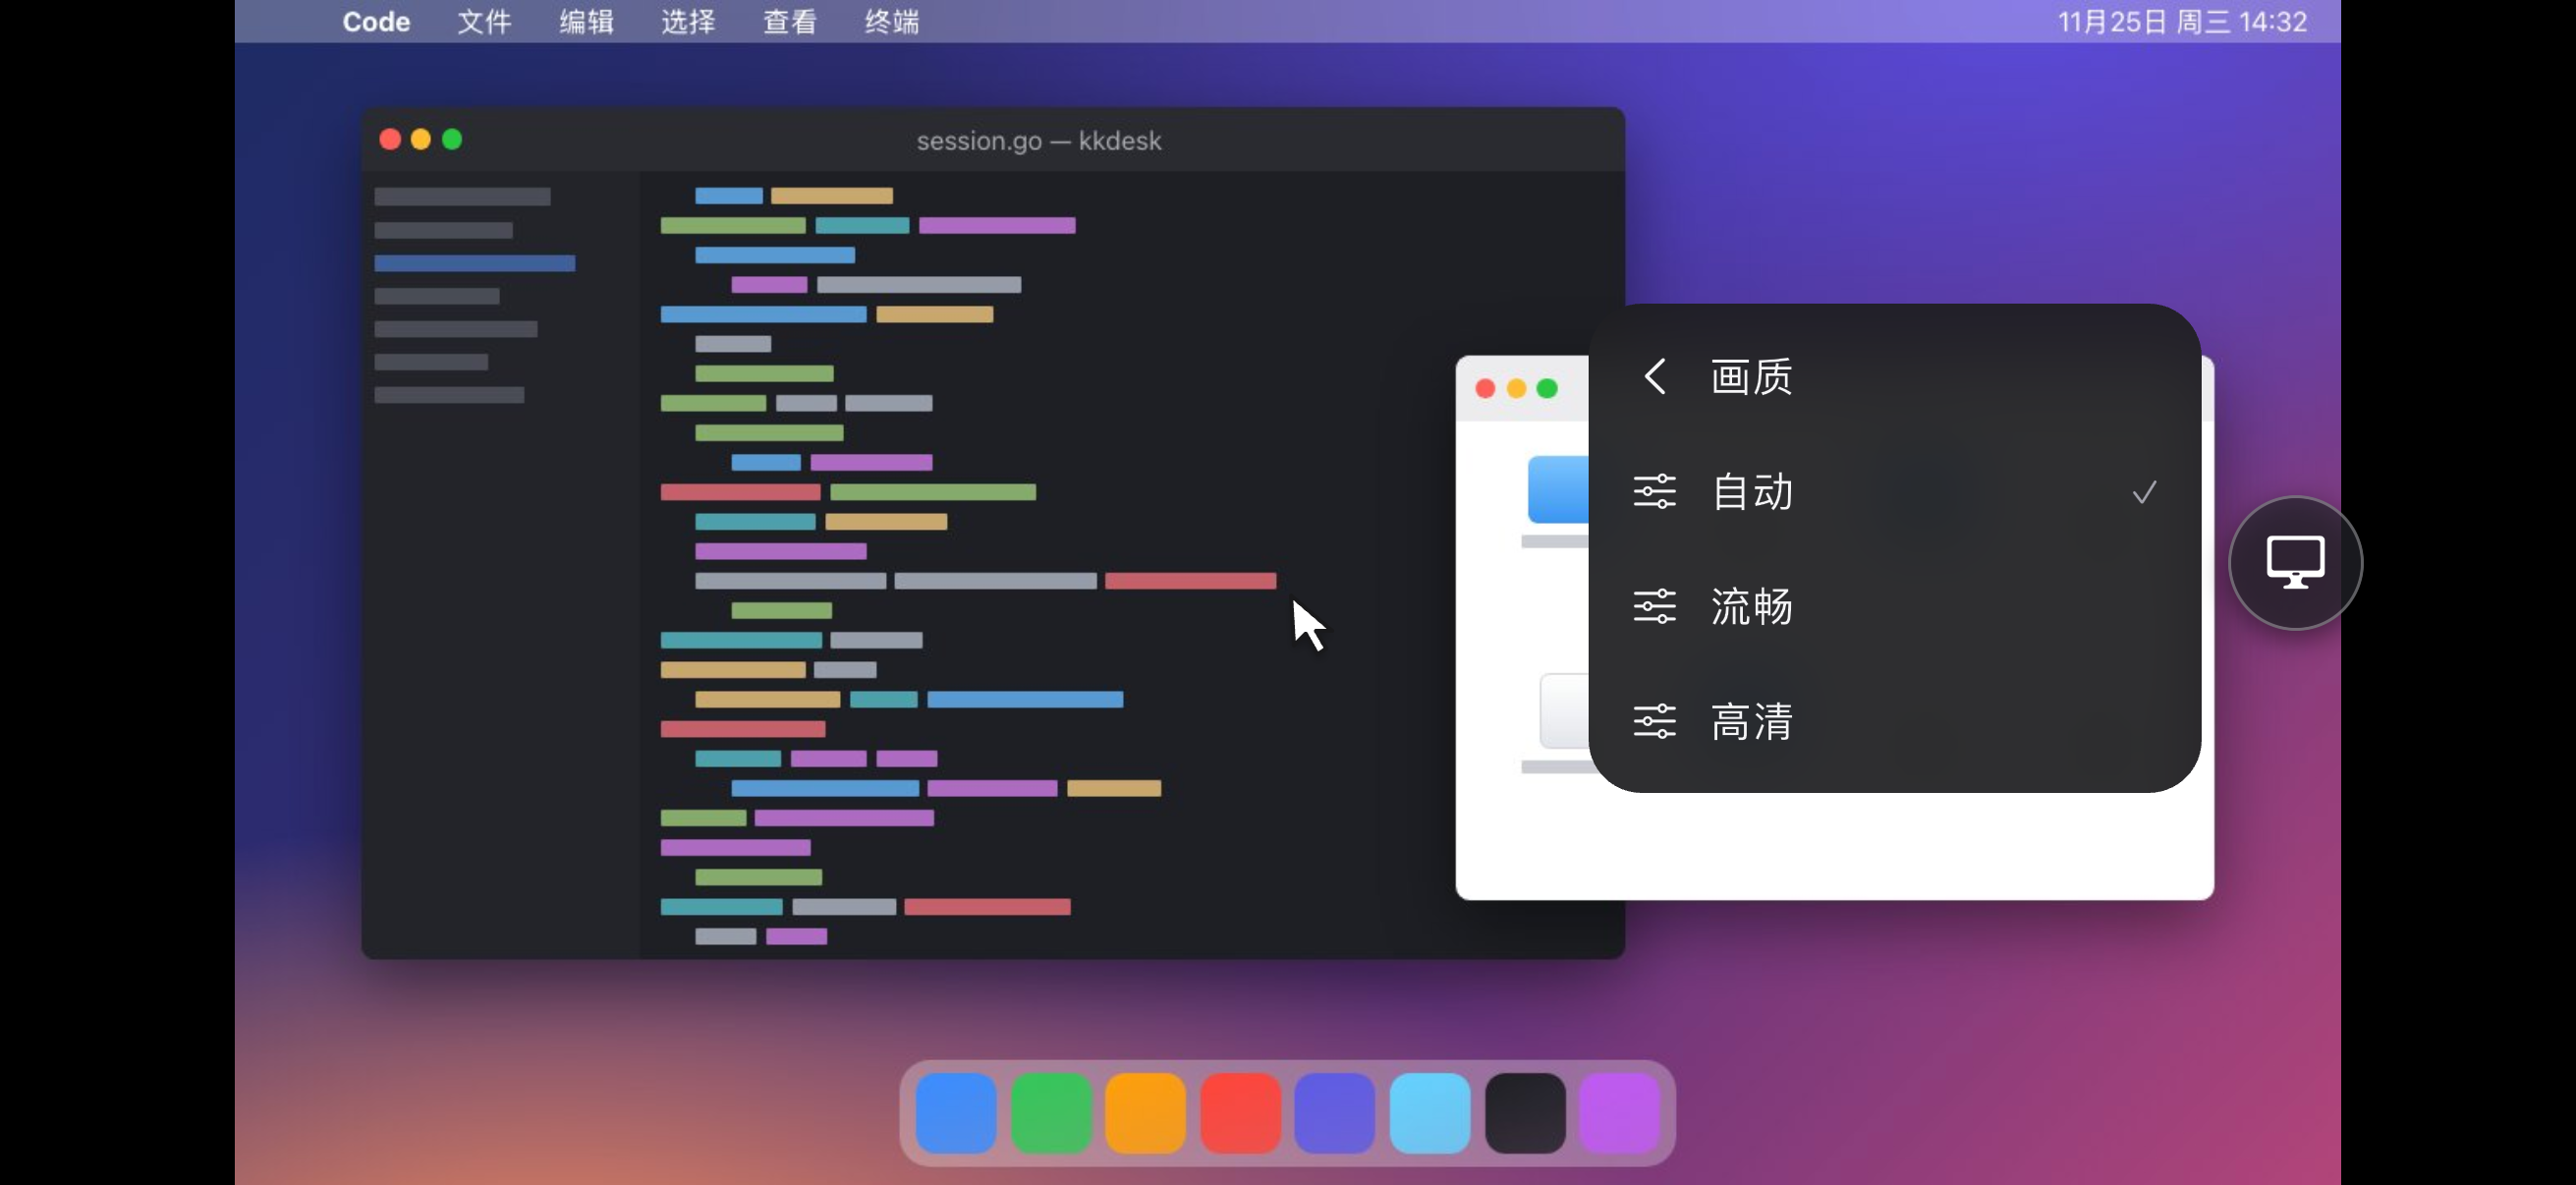 Code 文件 编辑 选择 查看 终端 11月25日 周三 14:32
session.go — kkdesk
画质
自动
流畅
高清